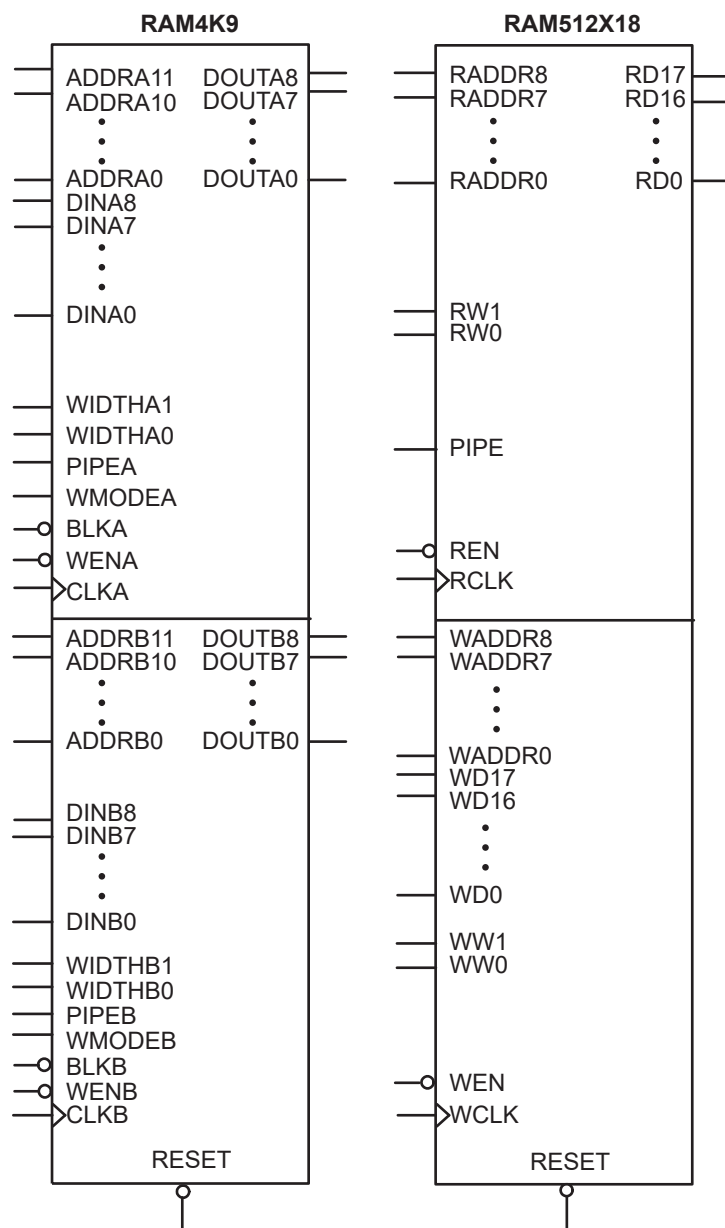 RAM4K9
ADDRA11 DOUTA8
ADDRA10 DOUTA7
ADDRA0 DOUTA0
DINA8
DINA7
DINA0
WIDTHA1
WIDTHA0
PIPEA
WMODEA
BLKA
WENA
CLKA
ADDRB11 DOUTB8
ADDRB10 DOUTB7
ADDRB0 DOUTB0
DINB8
DINB7
DINB0
WIDTHB1
WIDTHB0
PIPEB
WMODEB
BLKB
WENB
CLKB
RESET
RAM512X18
RADDR8 RD17
RADDR7 RD16
RADDR0 RD0
RW1
RW0
PIPE
REN
RCLK
WADDR8
WADDR7
WADDR0
WD17
WD16
WD0
WW1
WW0
WEN
WCLK
RESET